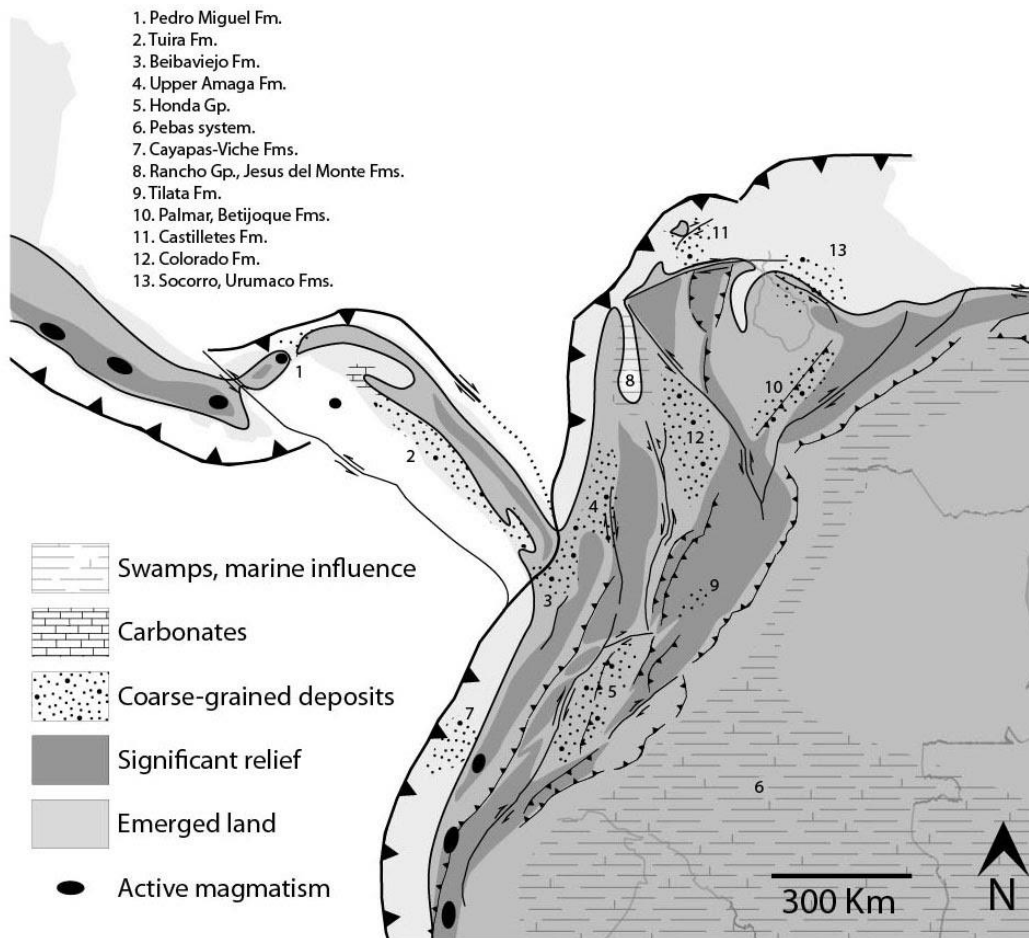 1. Pedro Miguel Fm.
2. Tuira Fm.
3. Beibaviejo Fm.
4. Upper Amaga Fm.
5. Honda Gp.
6. Pebas system.
7. Cayapas-Viche Fms.
8. Rancho Gp., Jesus del Monte Fms.
9. Tilata Fm.
10. Palmar, Betijoque Fms.
11. Castilletes Fm.
12. Colorado Fm.
13. Socorro, Urumaco Fms.
11
13
1
8
10
2
12
4
9
3
5
7
6
Swamps, marine influence
Carbonates
Coarse-grained deposits
Significant relief
Emerged land
Active magmatism
300 Km
N